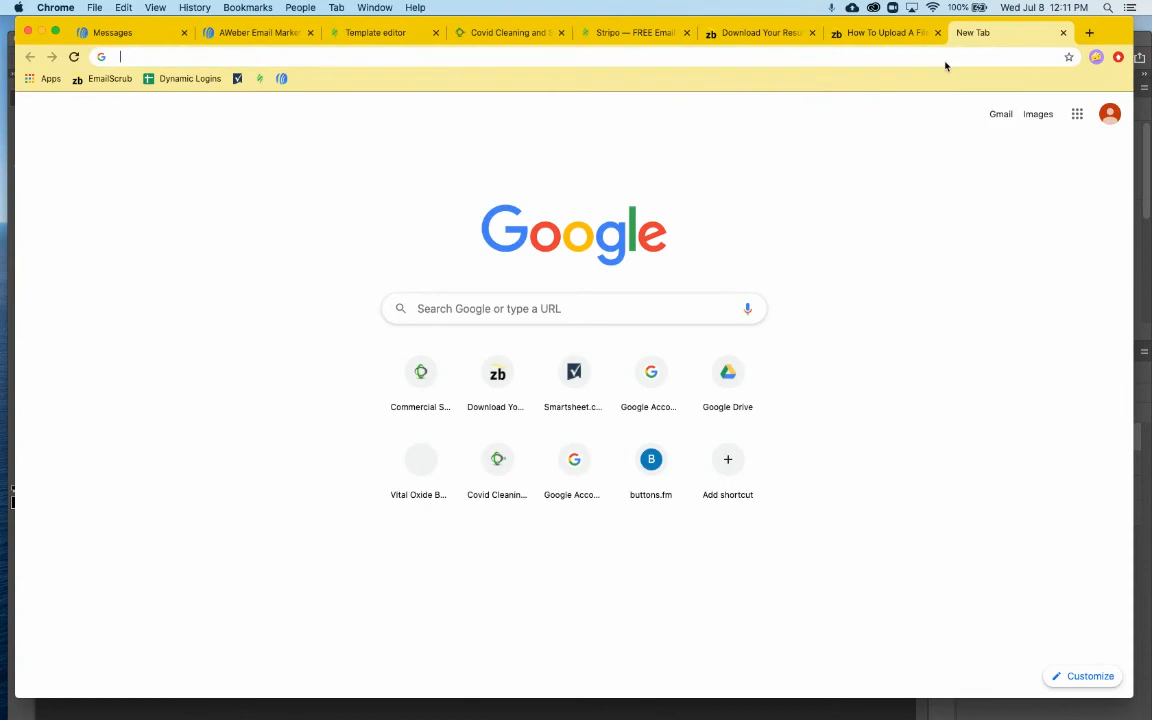 Chrome File Edit View History Bookmarks People Tab Window Help 100% Wed Jul 8 12:11 PM
Messages AWeber Email Marke Template editor Covid Cleaning and S Stripo — FREE Email Download Your Resu How To Upload A File New Tab
Apps zb EmailScrub Dynamic Logins
Gmail Images
Google
Search Google or type a URL
zb
Commercial S... Download Yo... Smartsheet.c... Google Acco... Google Drive
B
Vital Oxide B... Covid Cleanin... Google Acco... buttons.fm Add shortcut
Customize